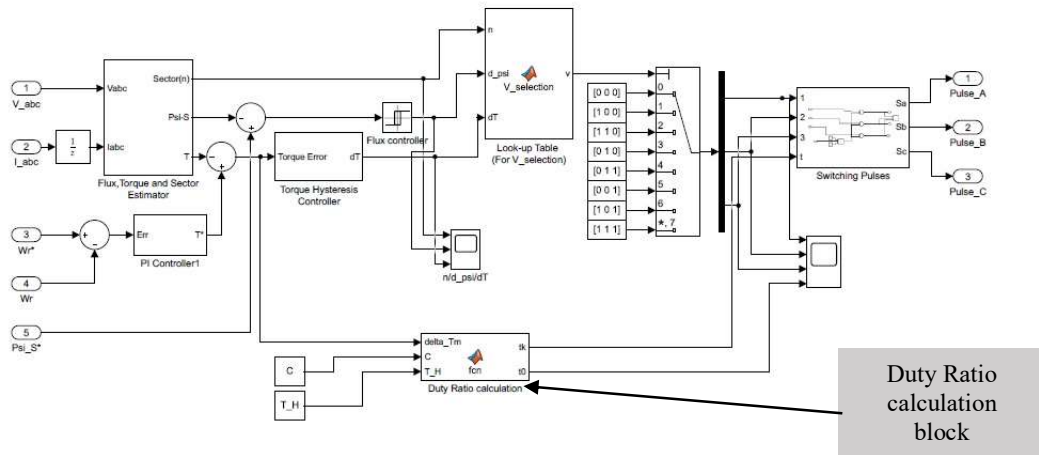 1
V_abc
2
I_abc
1
z
Vabc
Iabc
Sector(n)
Psi-S
T
Flux,Torque and Sector
Estimator
3
Wr*
4
Wr
5
Psi_S*
Err
T*
PI Controller1
Torque Error
dT
Torque Hysteresis
Controller
Flux controller
n
d_psi
dT
V_selection
v
Look-up Table
(For V_selection)
n/d_psi/dT
[0 0 0]
[1 0 0]
[1 1 0]
[0 1 0]
[0 1 1]
[0 0 1]
[1 0 1]
[1 1 1]
0
1
2
3
4
5
6
*, 7
1
2
3
t
Sa
Sb
Sc
Switching Pulses
1
Pulse_A
2
Pulse_B
3
Pulse_C
C
T_H
delta_Tm
C
T_H
fcn
tk
t0
Duty Ratio calculation
Duty Ratio
calculation
block